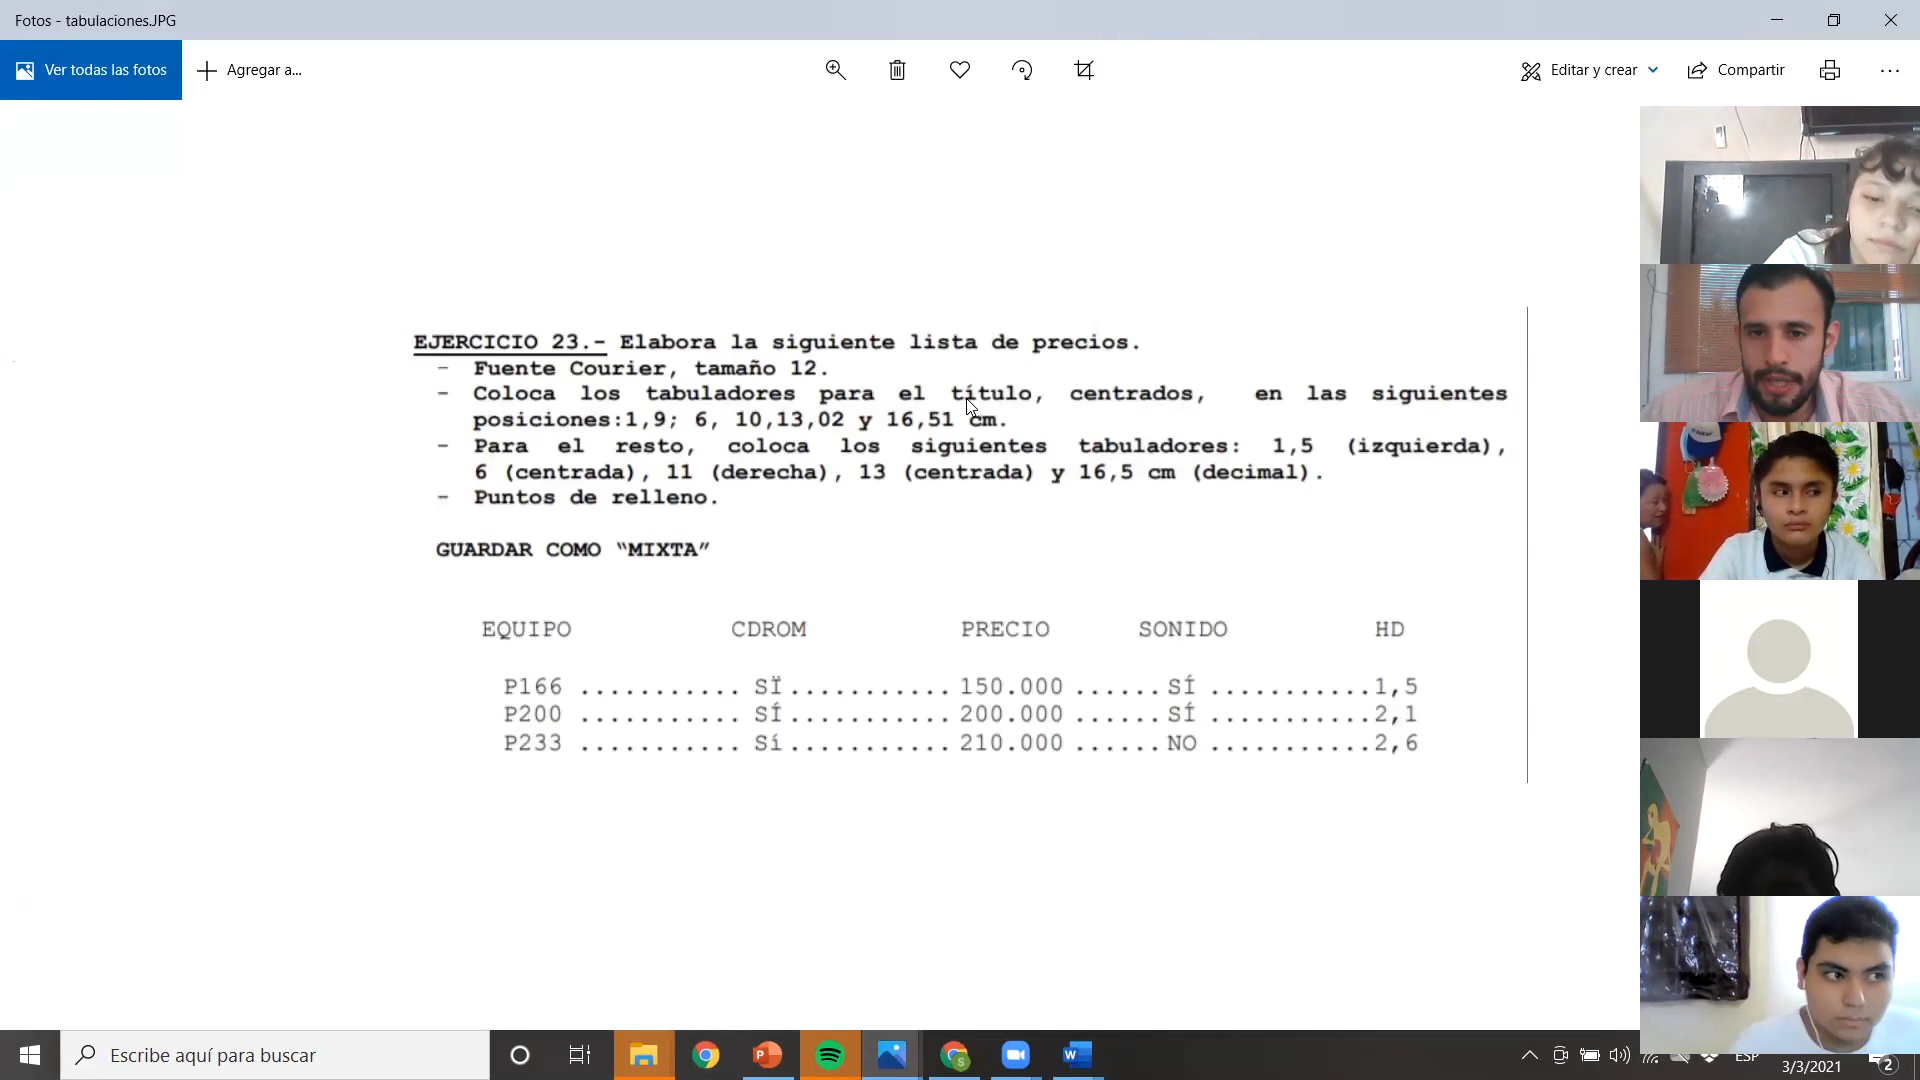 Fotos - tabulaciones.JPG
Ver todas las fotos
Agregar a...
Editar y crear
Compartir
EJERCICIO 23.- Elabora la siguiente lista de precios.
- Fuente Courier, tamaño 12.
- Coloca los tabuladores para el título, centrados, en las siguientes
posiciones:1,9; 6, 10,13,02 y 16,51 cm.
- Para el resto, coloca los siguientes tabuladores: 1,5 (izquierda),
6 (centrada), 11 (derecha), 13 (centrada) y 16,5 cm (decimal).
- Puntos de relleno.
GUARDAR COMO “MIXTA”
EQUIPO CDROM PRECIO SONIDO HD
P166 ........... SÏ........... 150.000 ......SÍ ...........1,5
P200 ........... SÍ........... 200.000 ......SÍ ...........2,1
P233 ........... Sí........... 210.000 ......NO ...........2,6
Escribe aquí para buscar
ESP
3/3/2021
2